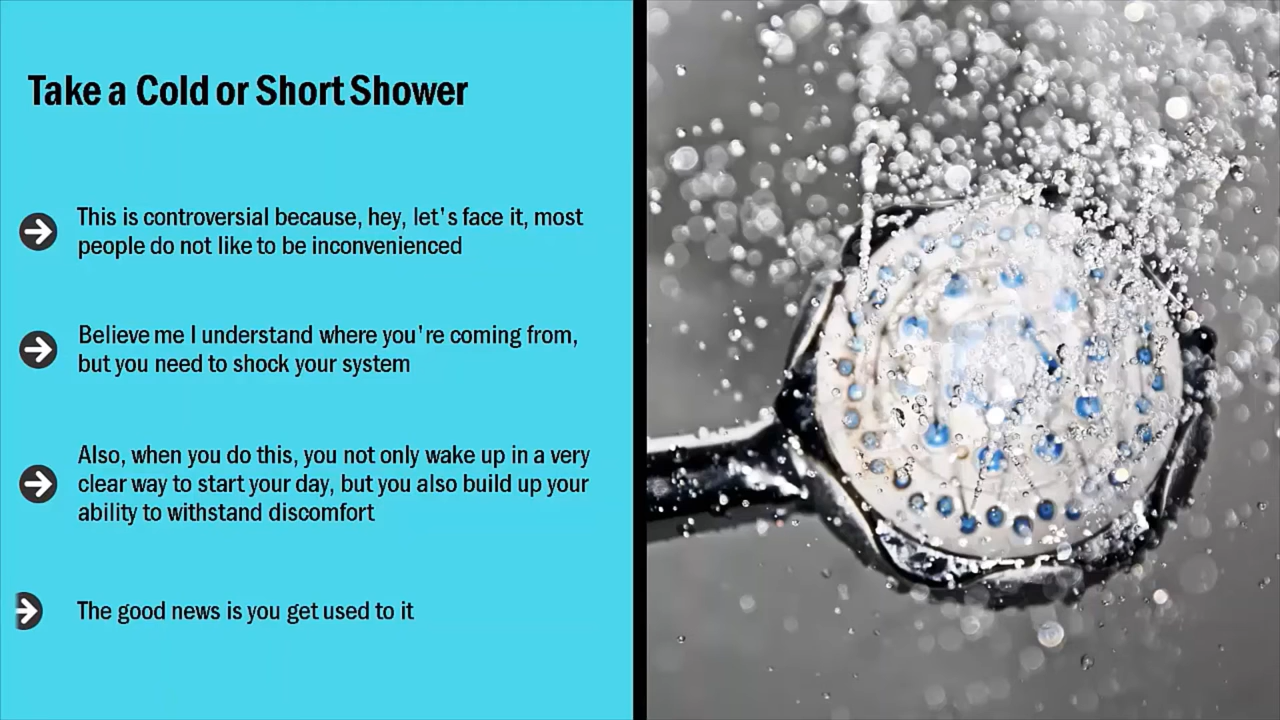 Take a Cold or Short Shower
This is controversial because, hey, let's face it, most
people do not like to be inconvenienced
Believe me I understand where you're coming from,
but you need to shock your system
Also, when you do this, you not only wake up in a very
clear way to start your day, but you also build up your
ability to withstand discomfort
The good news is you get used to it